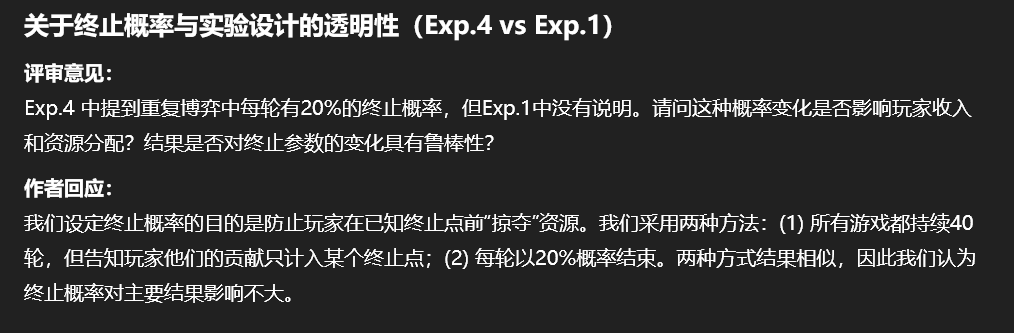 关于终止概率与实验设计的透明性（Exp.4 vs Exp.1）
评审意见：
Exp.4 中提到重复博弈中每轮有20%的终止概率，但Exp.1中没有说明。请问这种概率变化是否影响玩家收入
和资源分配？结果是否对终止参数的变化具有鲁棒性？
作者回应：
我们设定终止概率的目的是防止玩家在已知终止点前“掠夺”资源。我们采用两种方法：(1) 所有游戏都持续40
轮，但告知玩家他们的贡献只计入某个终止点；(2) 每轮以20%概率结束。两种方式结果相似，因此我们认为
终止概率对主要结果影响不大。